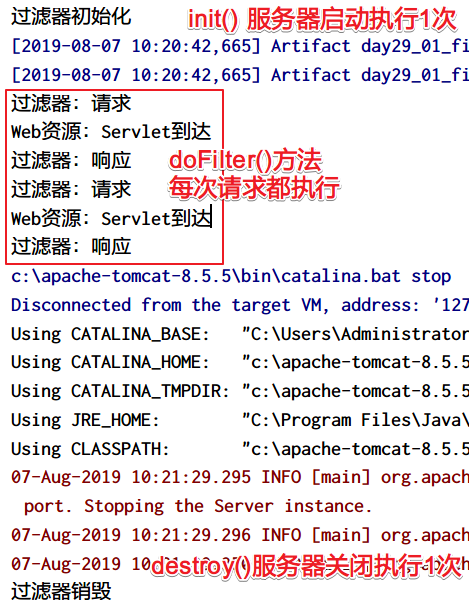 过滤器初始化
init() 服务器启动执行1次
[2019-08-07 10:20:42,665] Artifact day29_01_fi
[2019-08-07 10:20:42,665] Artifact day29_01_fi
过滤器：请求
Web资源：Servlet到达
过滤器：响应
doFilter()方法
过滤器：请求
每次请求都执行
Web资源：Servlet到达
过滤器：响应
c:\apache-tomcat-8.5.5\bin\catalina.bat stop
Disconnected from the target VM, address: '127
Using CATALINA_BASE: "C:\Users\Administrator
Using CATALINA_HOME: "c:\apache-tomcat-8.5.5
Using CATALINA_TMPDIR: "c:\apache-tomcat-8.5.5
Using JRE_HOME: "C:\Program Files\Java\
Using CLASSPATH: "c:\apache-tomcat-8.5.5
07-Aug-2019 10:21:29.295 INFO [main] org.apach
port. Stopping the Server instance.
07-Aug-2019 10:21:29.296 INFO [main] org.apach
07-Aug-20
destroy()服务器关闭执行1次
过滤器销毁